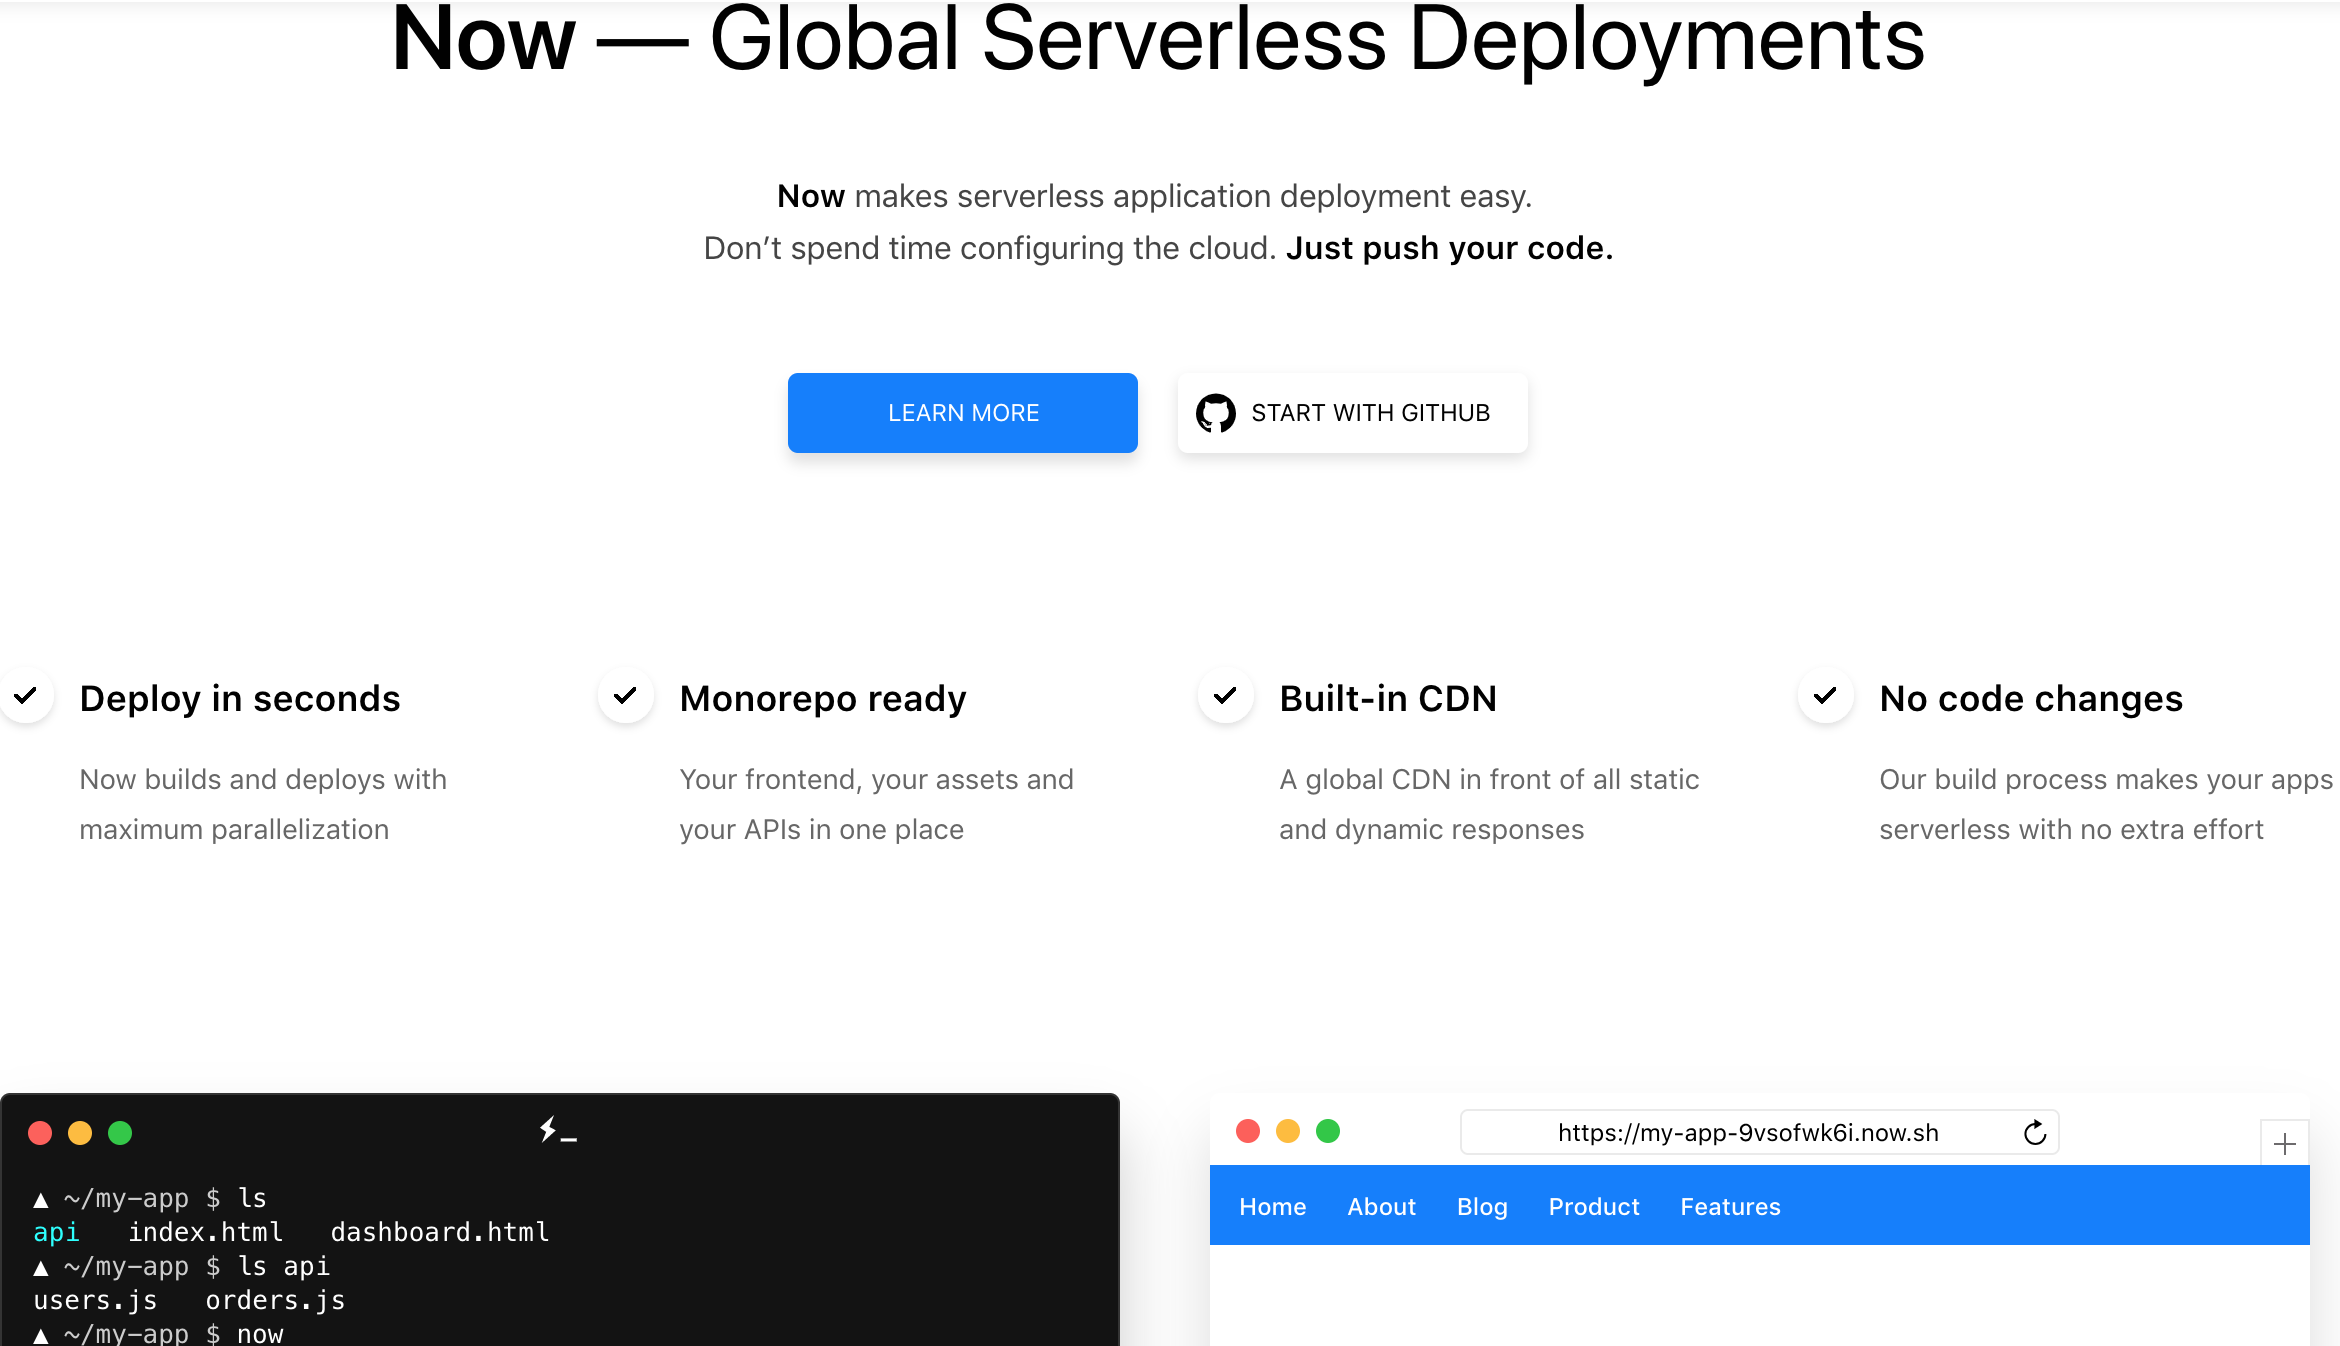 Now — Global Serverless Deployments
Now makes serverless application deployment easy.
Don’t spend time configuring the cloud. Just push your code.
LEARN MORE
START WITH GITHUB
Deploy in seconds
Now builds and deploys with
maximum parallelization
Monorepo ready
Your frontend, your assets and
your APIs in one place
Built-in CDN
A global CDN in front of all static
and dynamic responses
No code changes
Our build process makes your apps
serverless with no extra effort
▲ ~/my-app $ ls
api index.html dashboard.html
▲ ~/my-app $ ls api
users.js orders.js
▲ ~/my-app $ now
https://my-app-9vsofwk6i.now.sh
Home About Blog Product Features